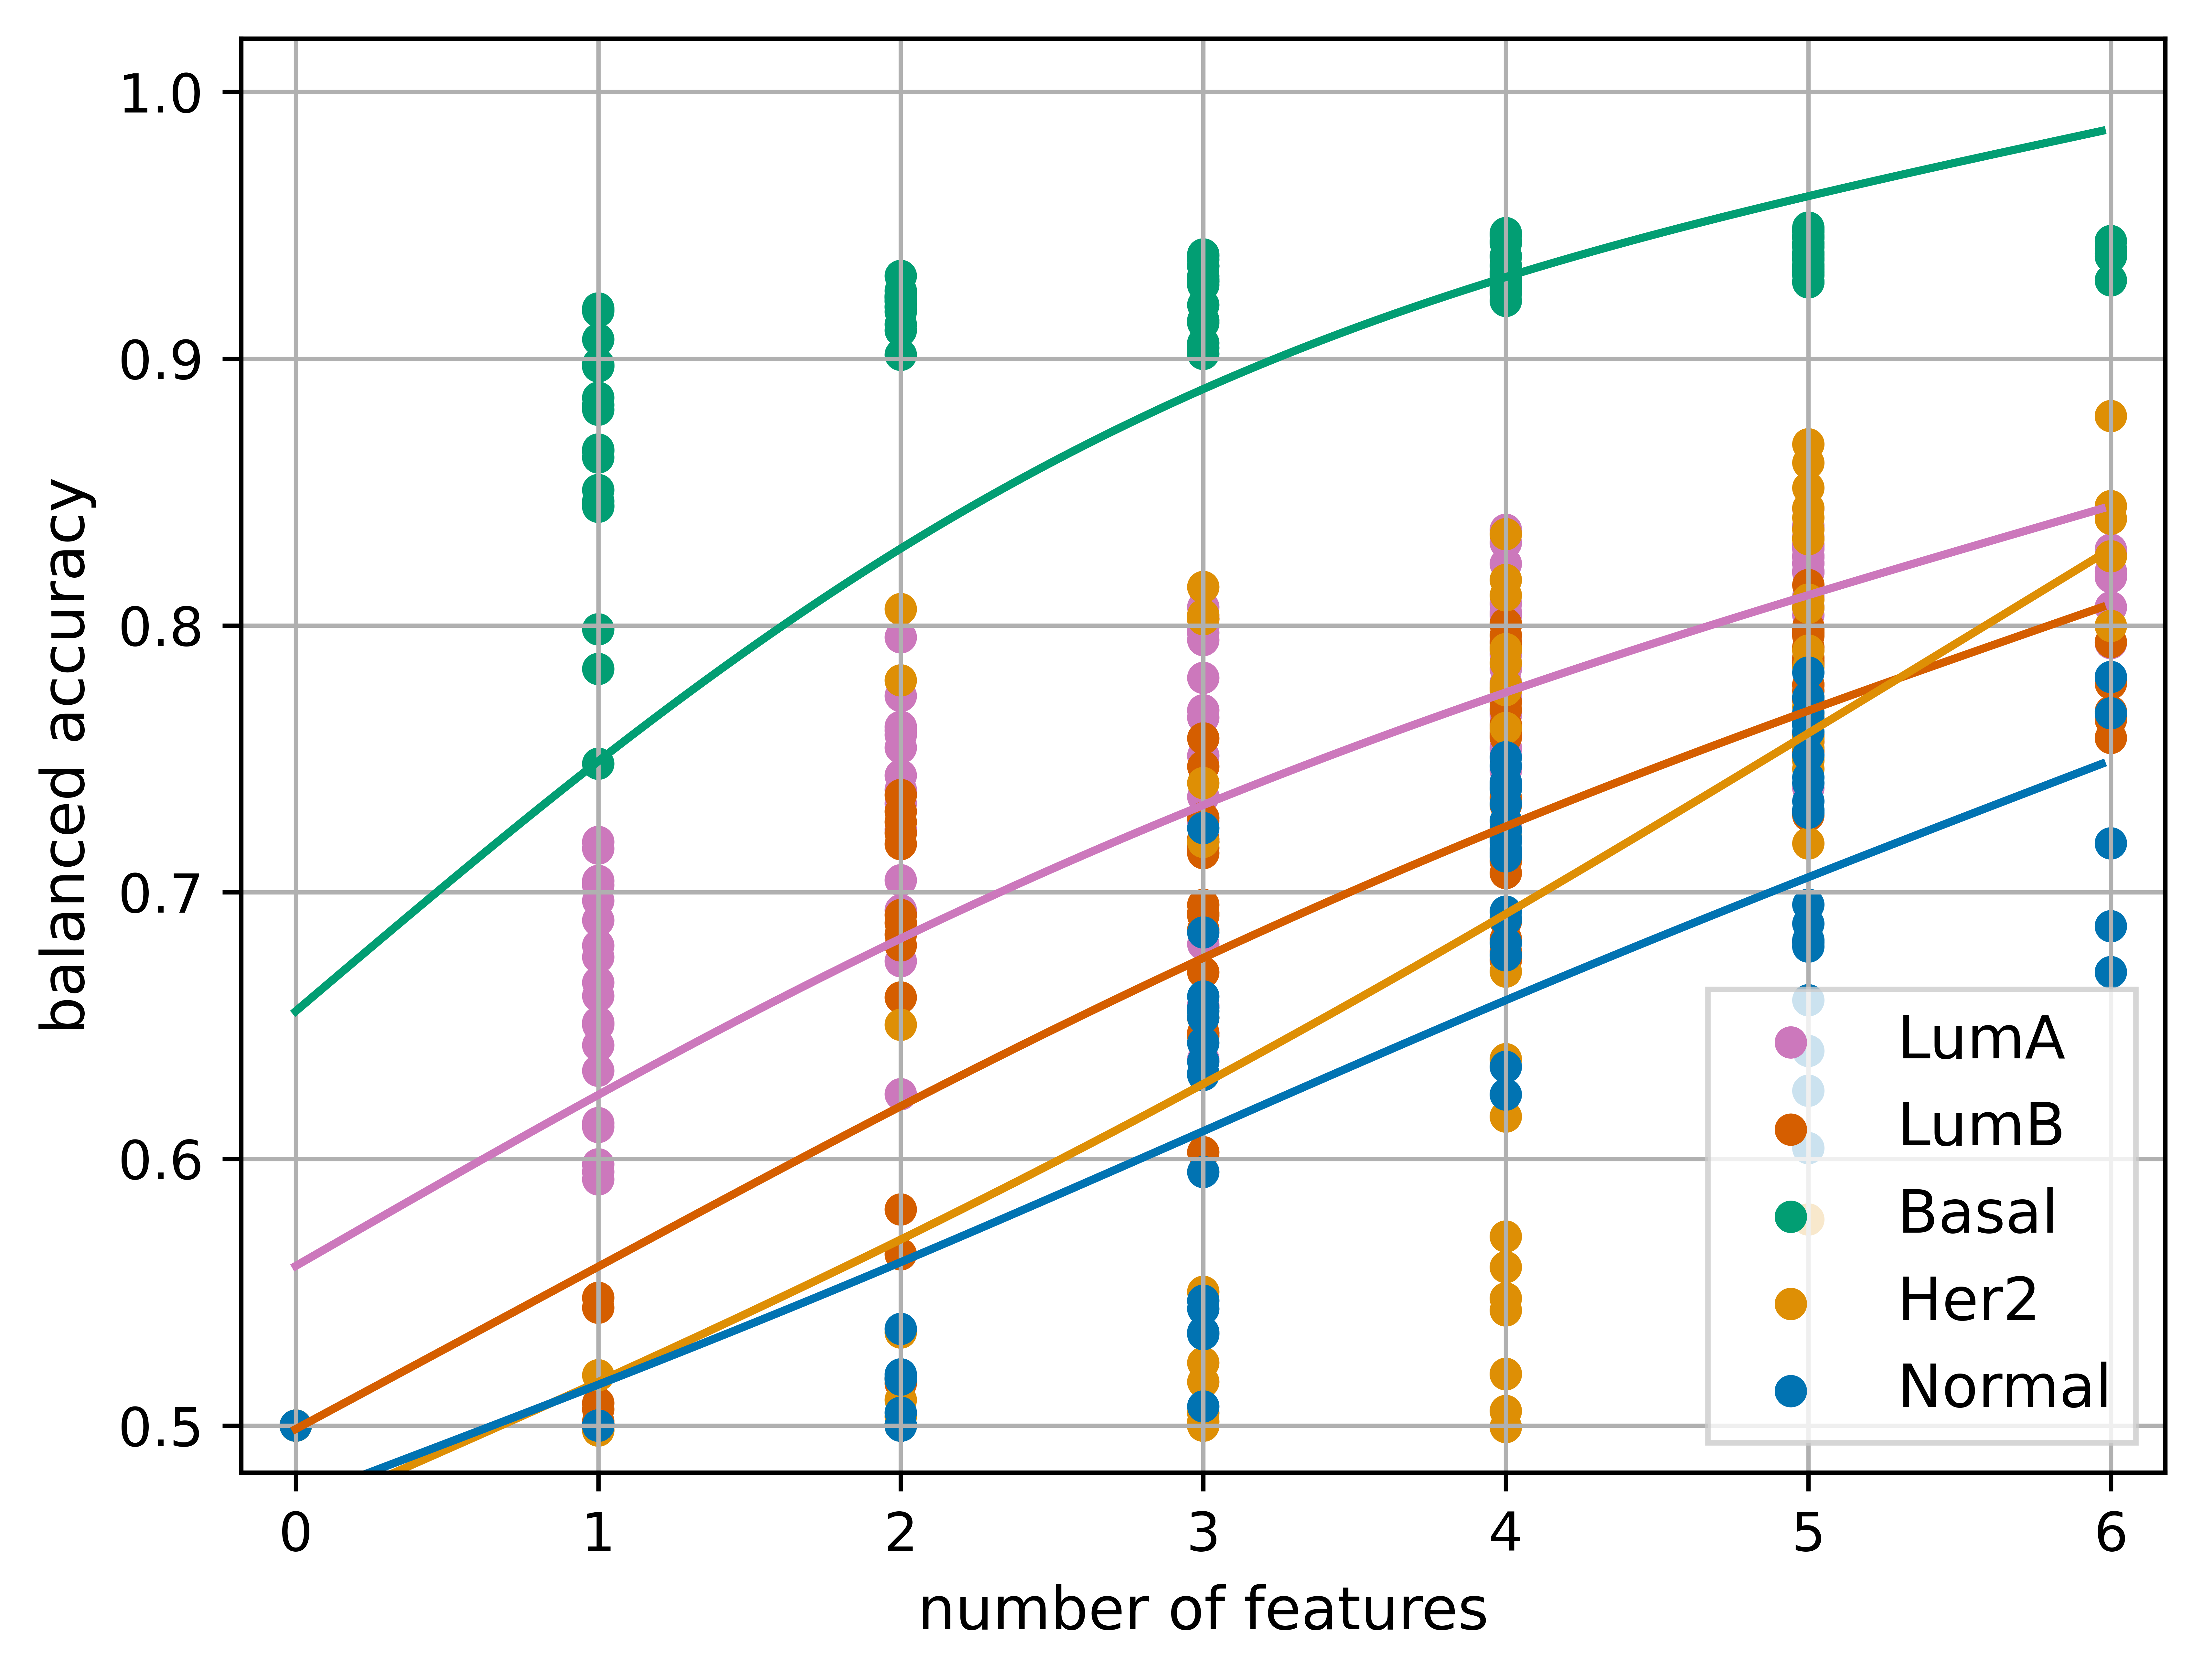 1.0
0.9
0.8
0.7
0.6
0.5
balanced accuracy
LumA
LumB
Basal
Her2
Normal
0 1 2 3 4 5 6
number of features